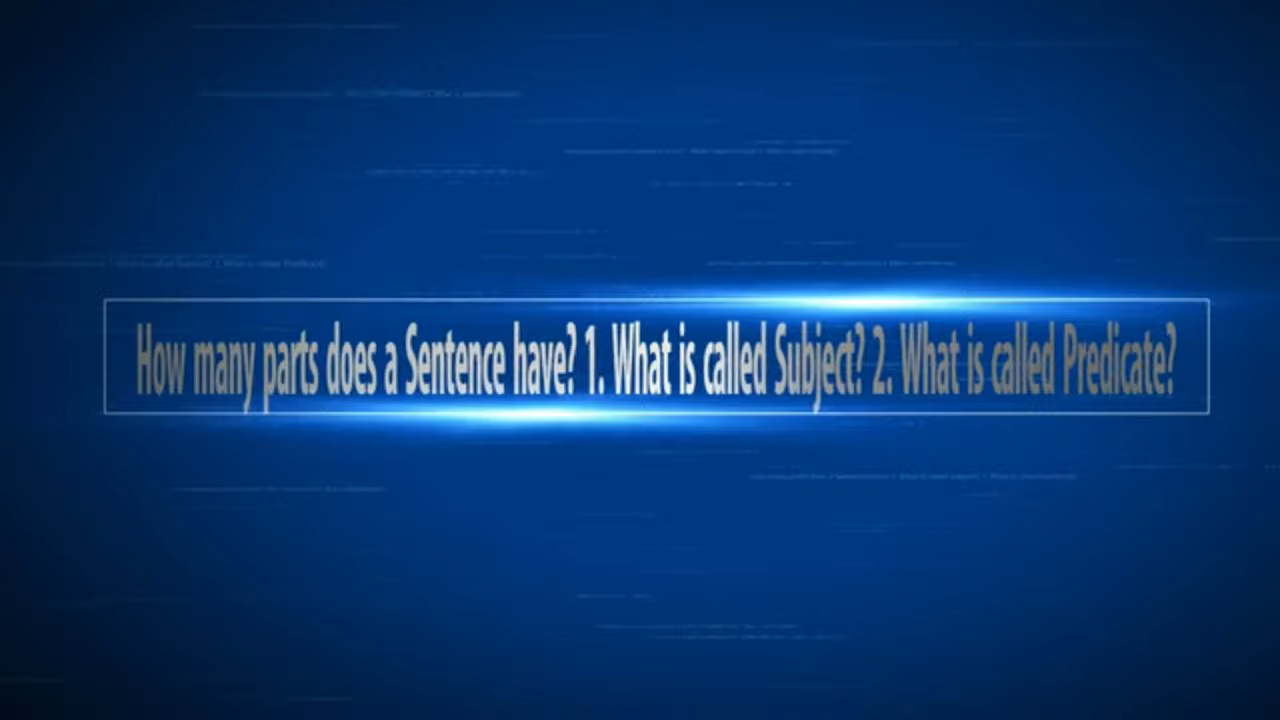 How many parts does a Sentence have? 1. What is called Subject? 2. What is called Predicate?